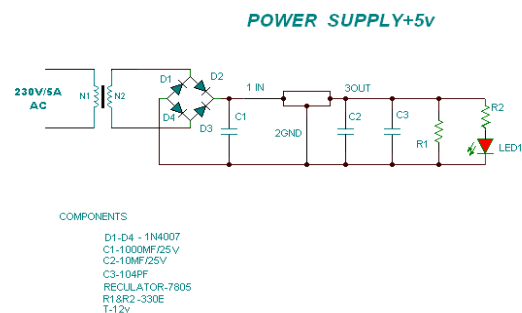 POWER SUPPLY+5v
D1
D2
1 IN
3OUT
230V/5A
AC
N1
N2
R2
D4
D3
C1
2GND
C2
C3
R1
LED1
COMPONENTS
D1-D4 - 1N4007
C1-1000MF/25V
C2-10MF/25V
C3-104PF
RECULATOR-7805
R1&R2-330E
T-12v